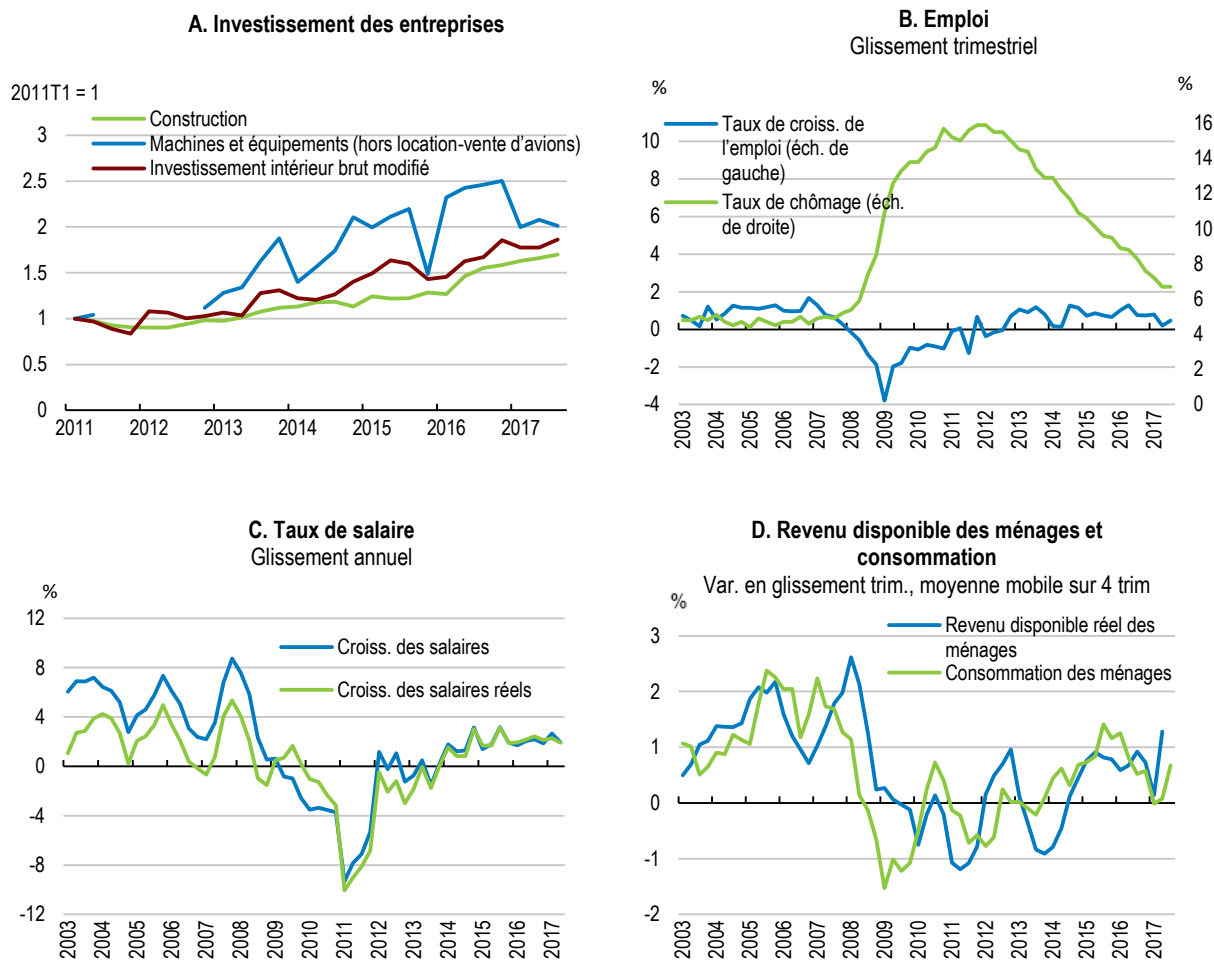 A. Investissement des entreprises
2011T1 = 1
Construction
Machines et équipements (hors location-vente d'avions)
Investissement intérieur brut modifié
3
2.5
2
1.5
1
0.5
0
2011 2012 2013 2014 2015 2016 2017
B. Emploi
Glissement trimestriel
%
%
Taux de croiss. de
l'emploi (éch. de
gauche)
Taux de chômage (éch.
de droite)
10
8
6
4
2
0
-2
-4
16
14
12
10
8
6
4
2
0
2003 2004 2005 2006 2007 2008 2009 2010 2011 2012 2013 2014 2015 2016 2017
C. Taux de salaire
Glissement annuel
%
Croiss. des salaires
Croiss. des salaires réels
12
8
4
0
-4
-8
-12
2003 2004 2005 2006 2007 2008 2009 2010 2011 2012 2013 2014 2015 2016 2017
D. Revenu disponible des ménages et
consommation
Var. en glissement trim., moyenne mobile sur 4 trim
%
Revenu disponible réel des
ménages
Consommation des ménages
3
2
1
0
-1
-2
2003 2004 2005 2006 2007 2008 2009 2010 2011 2012 2013 2014 2015 2016 2017